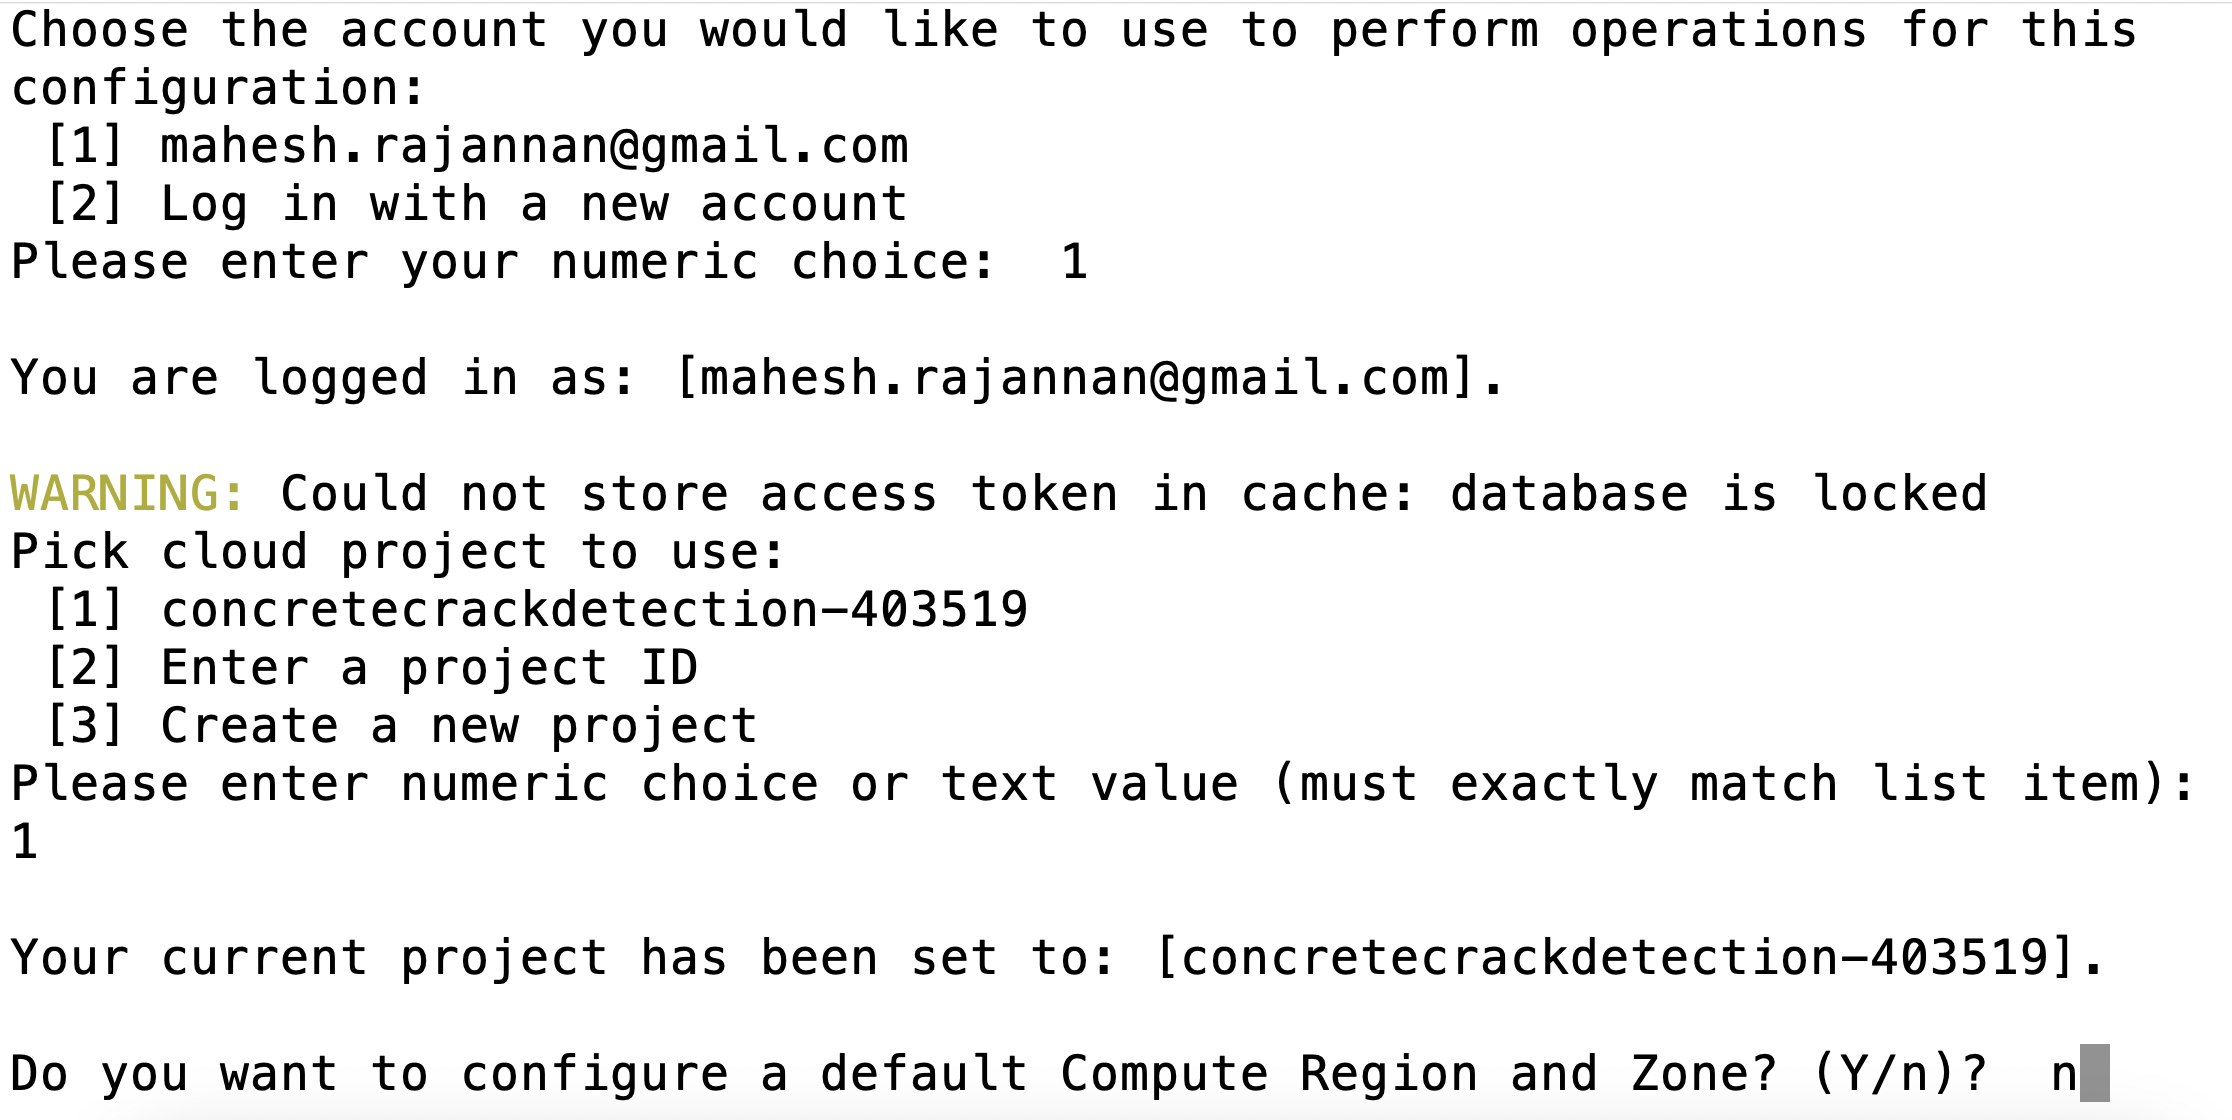 Choose the account you would like to use to perform operations for this
configuration:
[1] mahesh.rajannan@gmail.com
[2] Log in with a new account
Please enter your numeric choice:  1
You are logged in as: [mahesh.rajannan@gmail.com].
WARNING: Could not store access token in cache: database is locked
Pick cloud project to use:
[1] concretecrackdetection-403519
[2] Enter a project ID
[3] Create a new project
Please enter numeric choice or text value (must exactly match list item):
1
Your current project has been set to: [concretecrackdetection-403519].
Do you want to configure a default Compute Region and Zone? (Y/n)?  n